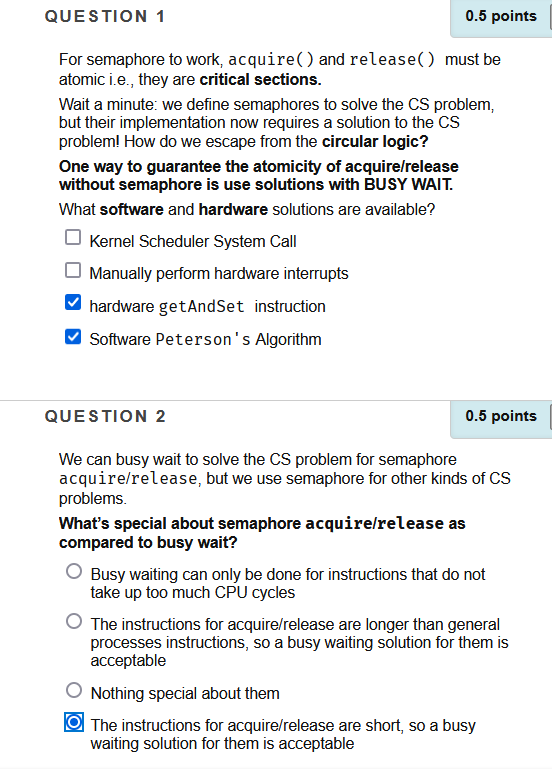 QUESTION 1
0.5 points
For semaphore to work, acquire() and release() must be
atomic i.e., they are critical sections.
Wait a minute: we define semaphores to solve the CS problem,
but their implementation now requires a solution to the CS
problem! How do we escape from the circular logic?
One way to guarantee the atomicity of acquire/release
without semaphore is use solutions with BUSY WAIT.
What software and hardware solutions are available?
Kernel Scheduler System Call
Manually perform hardware interrupts
hardware getAndSet instruction
Software Peterson's Algorithm
QUESTION 2
0.5 points
We can busy wait to solve the CS problem for semaphore
acquire/release, but we use semaphore for other kinds of CS
problems.
What's special about semaphore acquire/release as
compared to busy wait?
Busy waiting can only be done for instructions that do not
take up too much CPU cycles
The instructions for acquire/release are longer than general
processes instructions, so a busy waiting solution for them is
acceptable
Nothing special about them
The instructions for acquire/release are short, so a busy
waiting solution for them is acceptable